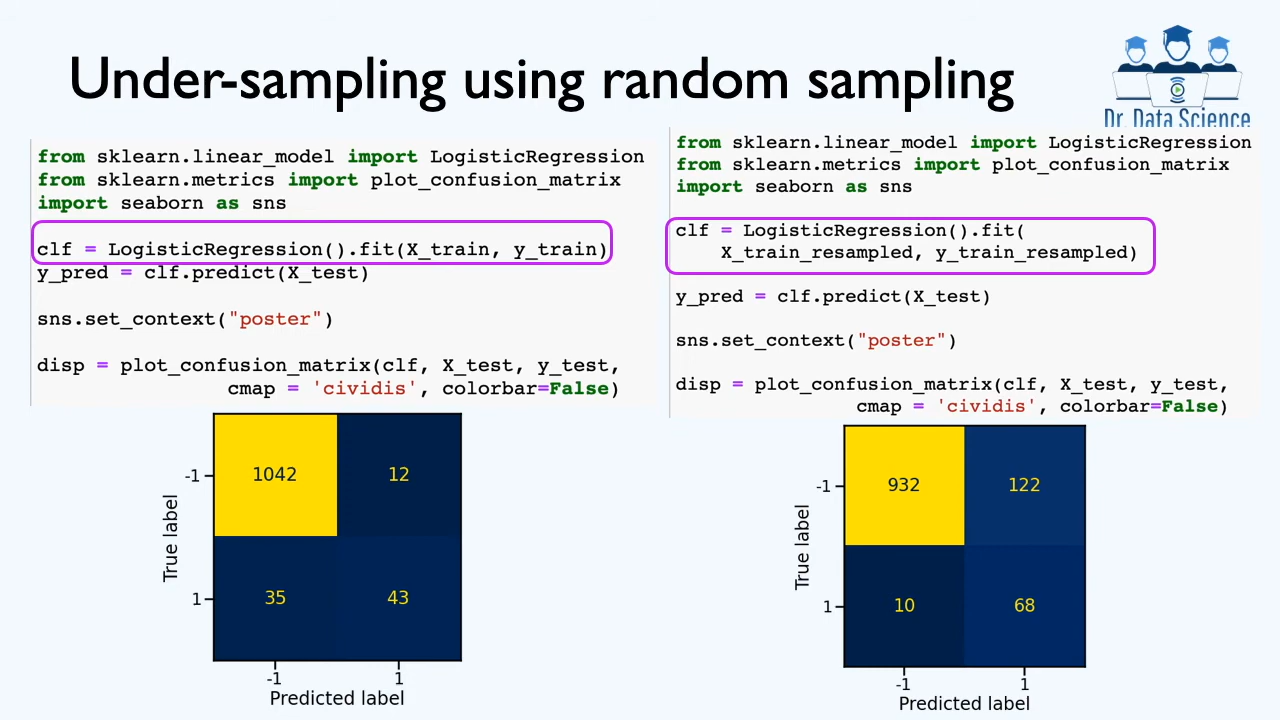 Under-sampling using random sampling
Dr. Data Science
from sklearn.linear_model import LogisticRegression
from sklearn.metrics import plot_confusion_matrix
import seaborn as sns
clf = LogisticRegression().fit(X_train, y_train)
y_pred = clf.predict(X_test)
sns.set_context("poster")
disp = plot_confusion_matrix(clf, X_test, y_test,
cmap = 'cividis', colorbar=False)
True label
-1
1042
12
1
35
43
-1
1
Predicted label
from sklearn.linear_model import LogisticRegression
from sklearn.metrics import plot_confusion_matrix
import seaborn as sns
clf = LogisticRegression().fit(
X_train_resampled, y_train_resampled)
y_pred = clf.predict(X_test)
sns.set_context("poster")
disp = plot_confusion_matrix(clf, X_test, y_test,
cmap = 'cividis', colorbar=False)
True label
-1
932
122
1
10
68
-1
1
Predicted label